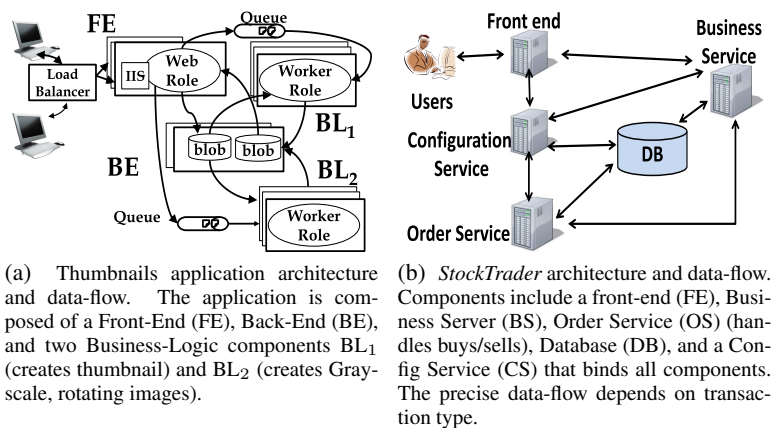 Queue
FE
Web
Role
IIS
Load
Balancer
Worker
Role
BL1
BE
blob
blob
BL2
Queue
Worker
Role
(a) Thumbnails application architecture
and data-flow. The application is com-
posed of a Front-End (FE), Back-End (BE),
and two Business-Logic components BL1
(creates thumbnail) and BL2 (creates Gray-
scale, rotating images).
Front end
Business
Service
Users
Configuration
Service
DB
Order Service
(b) StockTrader architecture and data-flow.
Components include a front-end (FE), Busi-
ness Server (BS), Order Service (OS) (han-
dles buys/sells), Database (DB), and a Con-
fig Service (CS) that binds all components.
The precise data-flow depends on transac-
tion type.